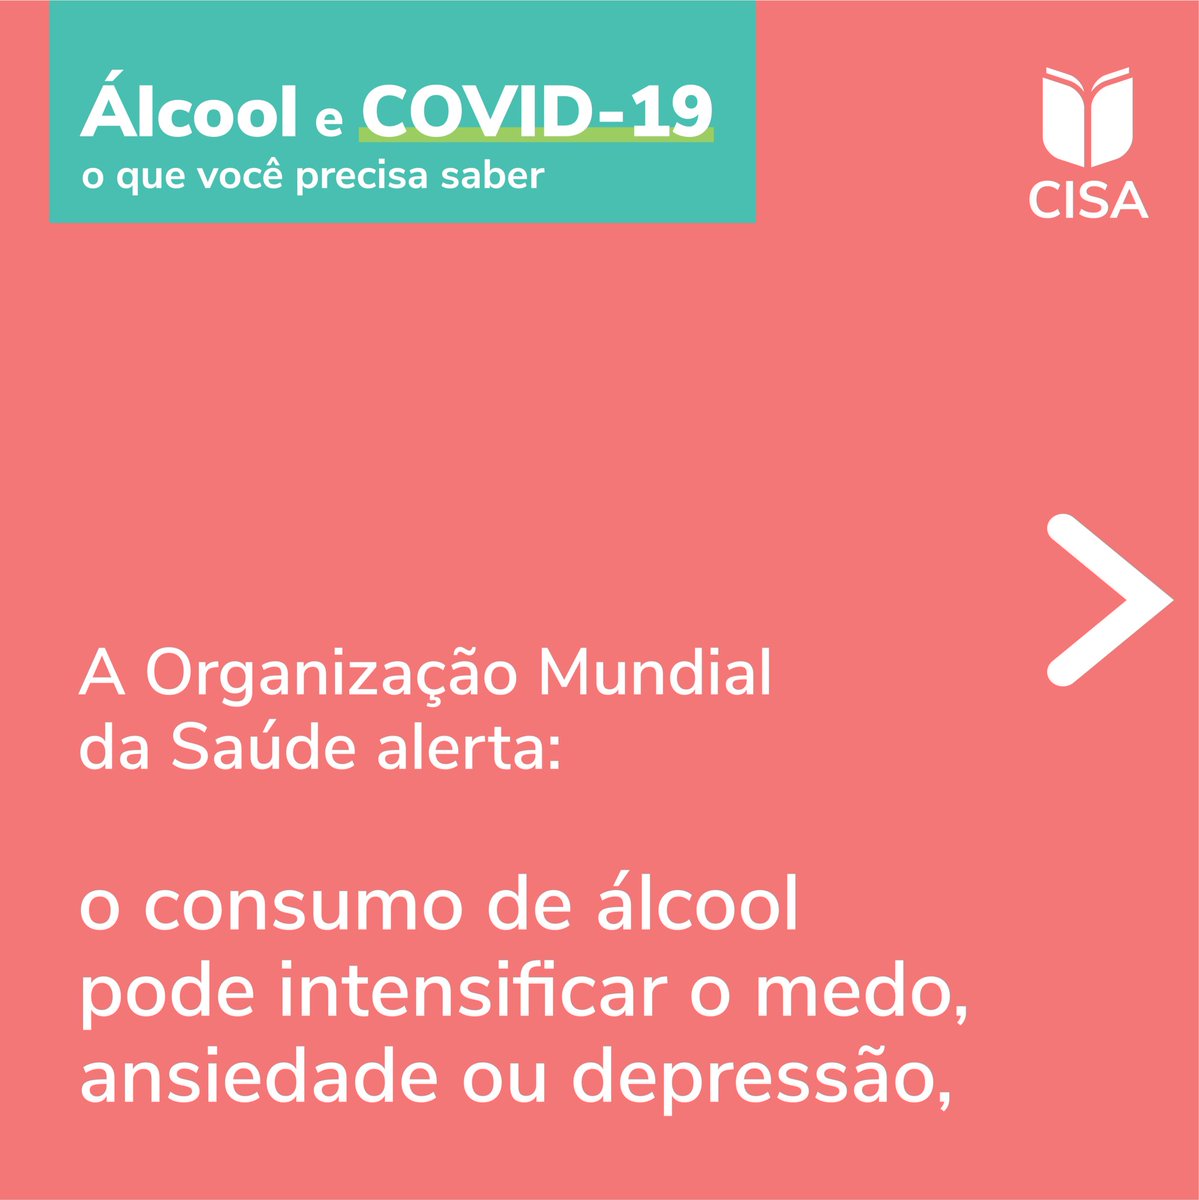 Álcool e COVID-19
o que você precisa saber
CISA
A Organização Mundial
da Saúde alerta:
o consumo de álcool
pode intensificar o medo,
ansiedade ou depressão,